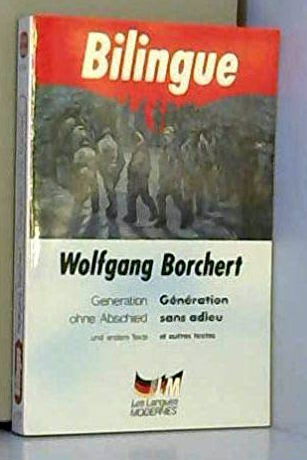 Bilingue
Wolfgang Borchert
Generation
ohne Abschied
und andere Texte
Génération
sans adieu
et autres textes
LM
Les Langues
MODERNES